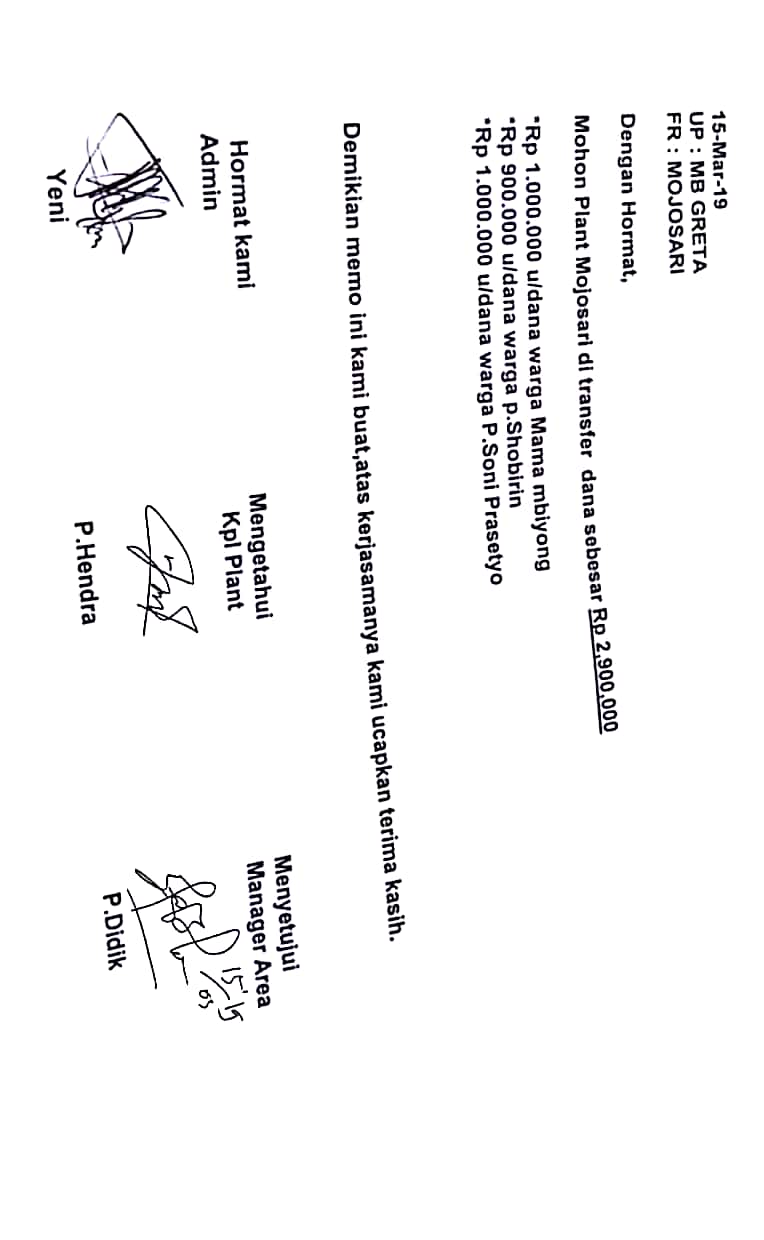 15-Mar-19
UP : MB GRETA
FR : MOJOSARI
Dengan Hormat,
Mohon Plant Mojosari di transfer dana sebesar Rp 2,900,000
*Rp 1.000.000 u/dana warga Mama mbiyong
*Rp 900.000 u/dana warga p.Shobirin
*Rp 1.000.000 u/dana warga P.Soni Prasetyo
Demikian memo ini kami buat,atas kerjasamanya kami ucapkan terima kasih.
Hormat kami Mengetahui Menyetujui
Admin Kpl Plant Manager Area
15/03
Yeni P.Hendra P.Didik